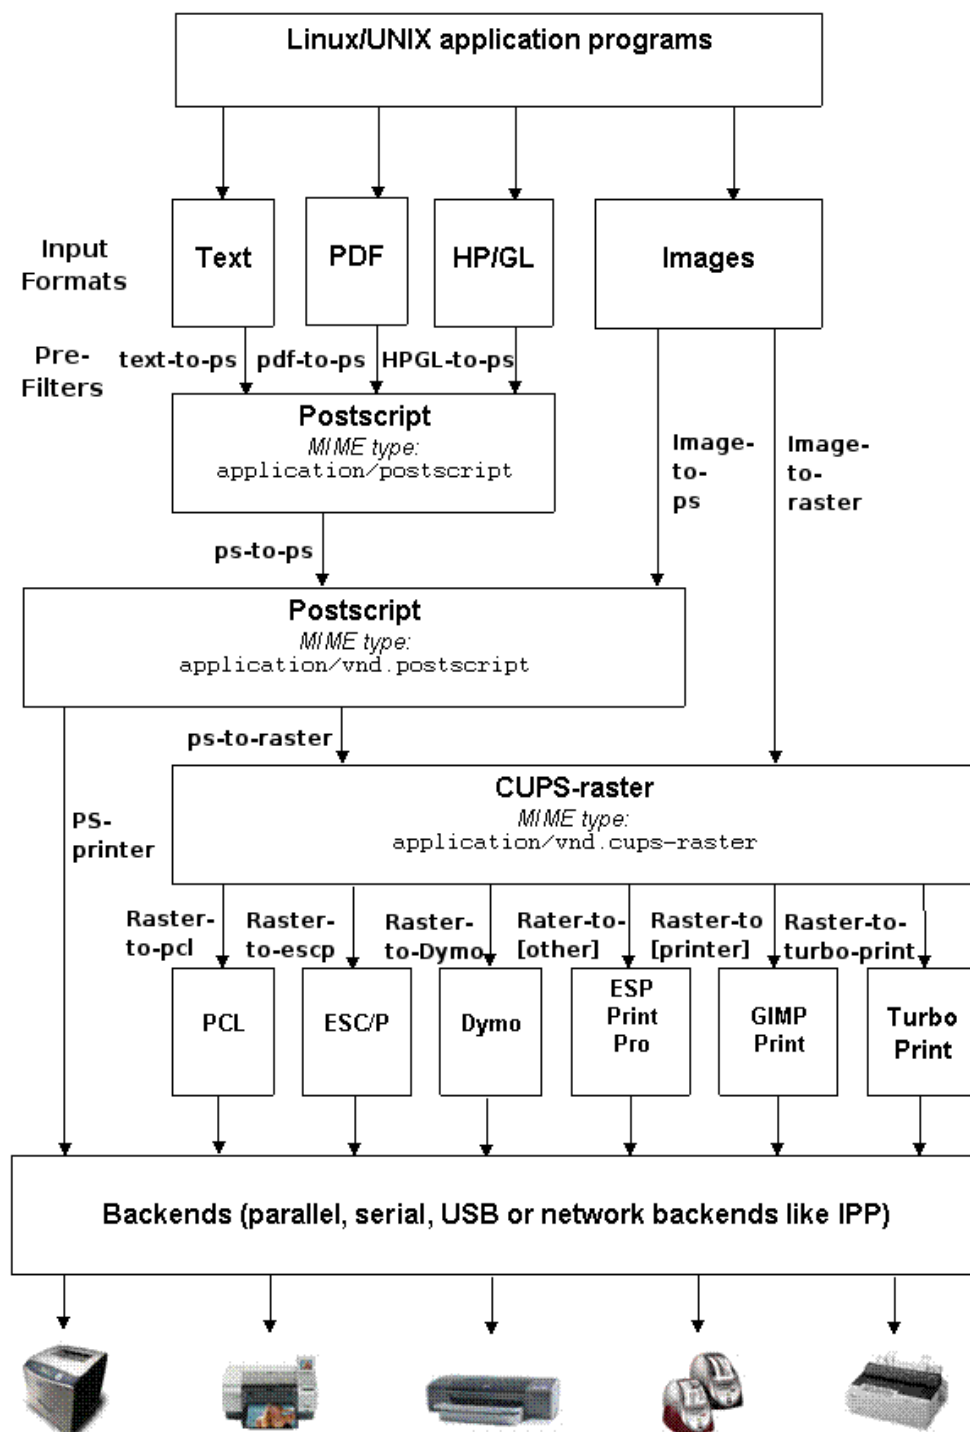 Linux/UNIX application programs
Input
Formats
Text
PDF
HP/GL
Images
Pre-
Filters
text-to-ps
pdf-to-ps
HPGL-to-ps
Postscript
MIME type:
application/postscript
Image-
to-
ps
Image-
to-
raster
ps-to-ps
Postscript
MIME type:
application/vnd.postscript
ps-to-raster
CUPS-raster
MIME type:
application/vnd.cups-raster
PS-
printer
Raster-
to-pcl
Raster-
to-escp
Raster-
to-Dymo
Rater-to-
[other]
Raster-to
[printer]
Raster-to-
turbo-print
PCL
ESC/P
Dymo
ESP
Print
Pro
GIMP
Print
Turbo
Print
Backends (parallel, serial, USB or network backends like IPP)